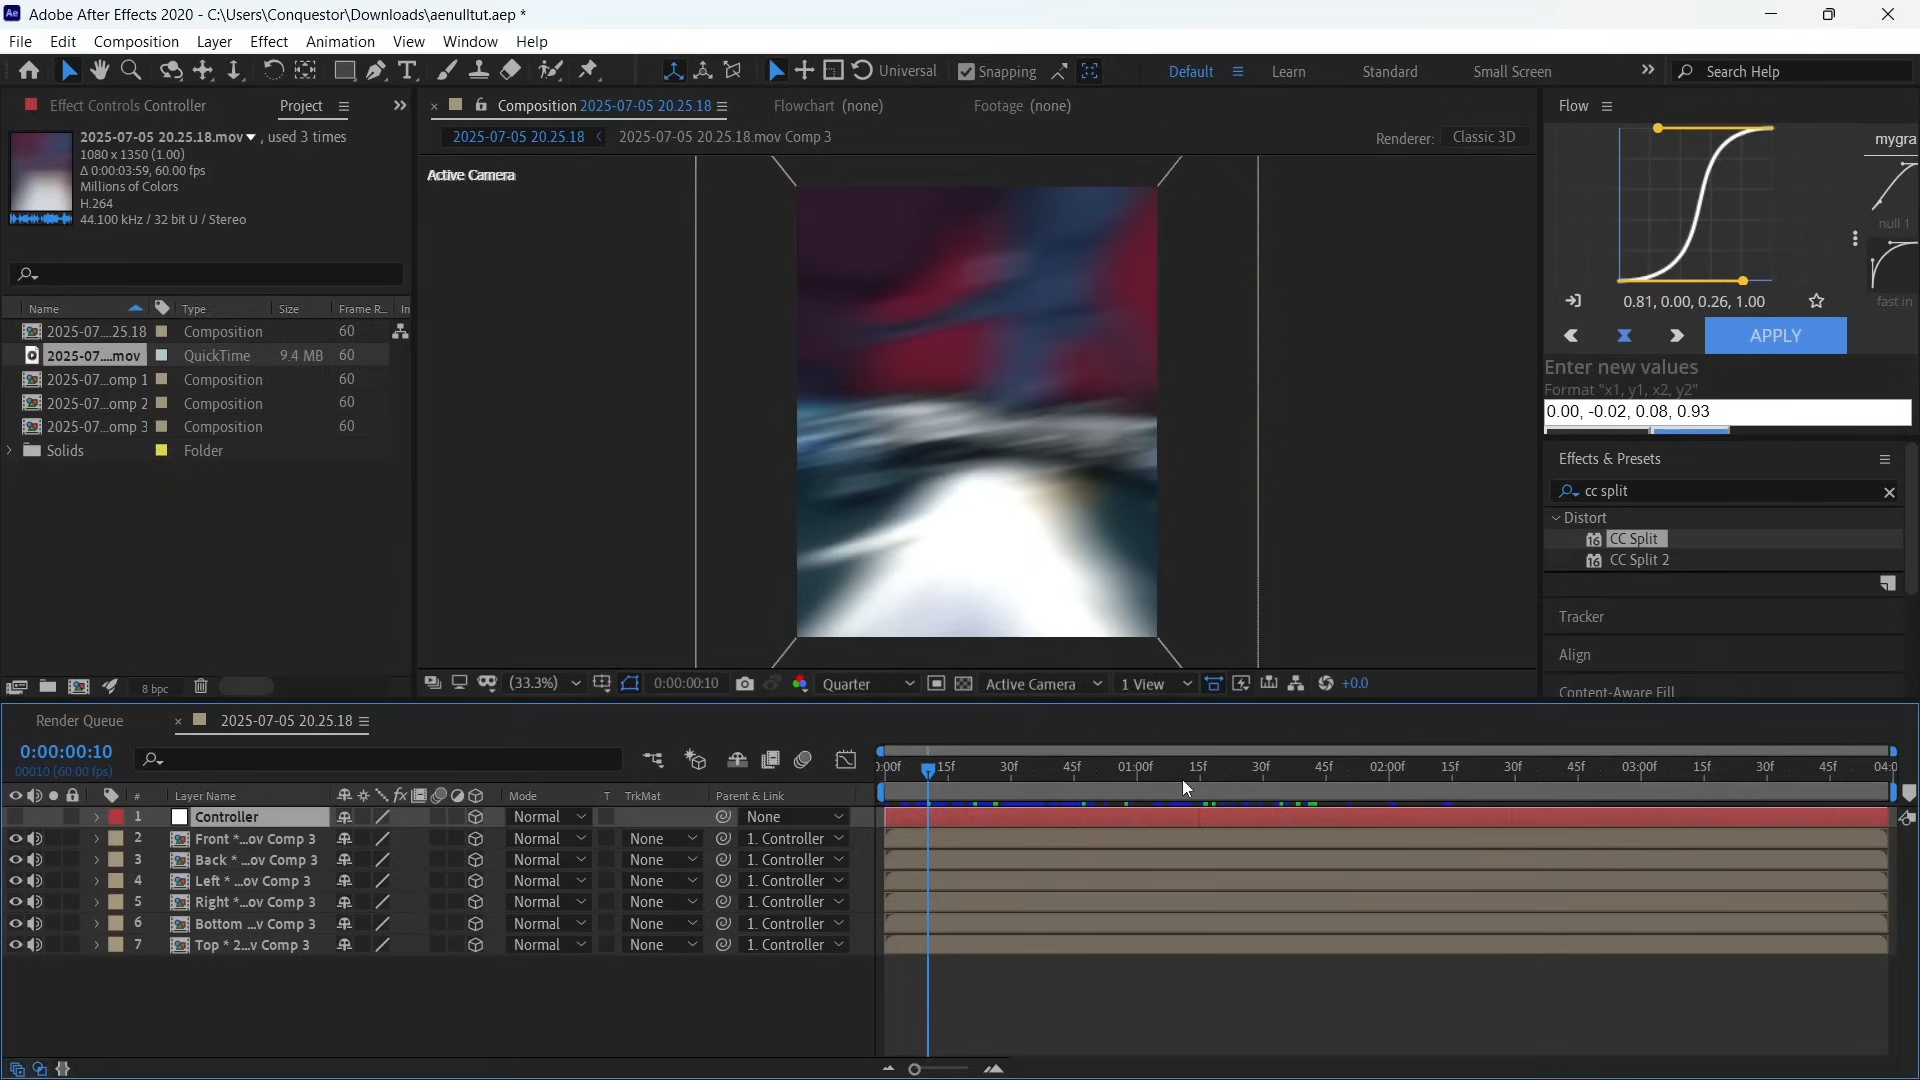 Adobe After Effects 2020 - C:\Users\Conquestor\Downloads\aenulltut.aep *
File Edit Composition Layer Effect Animation View Window Help
Universal Snapping Default Learn Standard Small Screen Search Help
Effect Controls Controller Project
Composition 2025-07-05 20.25.18 Flowchart (none) Footage (none)
Flow
2025-07-05 20.25.18.mov , used 3 times
1080 x 1350 (1.00)
Δ 0:00:03:59, 60.00 fps
Millions of Colors
H.264
44.100 kHz / 32 bit U / Stereo
2025-07-05 20.25.18 2025-07-05 20.25.18.mov Comp 3 Renderer: Classic 3D
Active Camera
mygra
null 1
fast in
0.81, 0.00, 0.26, 1.00
APPLY
Enter new values
Format "x1, y1, x2, y2"
0.00, -0.02, 0.08, 0.93
Name Type Size Frame R... In
2025-07...25.18 Composition 60
2025-07....mov QuickTime 9.4 MB 60
2025-07...omp 1 Composition 60
2025-07...omp 2 Composition 60
2025-07...omp 3 Composition 60
Solids Folder
Effects & Presets
cc split
Distort
CC Split
CC Split 2
Tracker
Align
Content-Aware Fill
8 bpc
(33.3%) 0:00:00:10 Quarter Active Camera 1 View +0.0
Render Queue 2025-07-05 20.25.18
0:00:00:10
00010 (60.00 fps)
):00f 15f 30f 45f 01:00f 15f 30f 45f 02:00f 15f 30f 45f 03:00f 15f 30f 45f 04:0
# Layer Name Mode T TrkMat Parent & Link
1 Controller Normal None
2 Front *...ov Comp 3 Normal None 1. Controller
3 Back * ...ov Comp 3 Normal None 1. Controller
4 Left * ...ov Comp 3 Normal None 1. Controller
5 Right *...ov Comp 3 Normal None 1. Controller
6 Bottom ...v Comp 3 Normal None 1. Controller
7 Top * 2...v Comp 3 Normal None 1. Controller